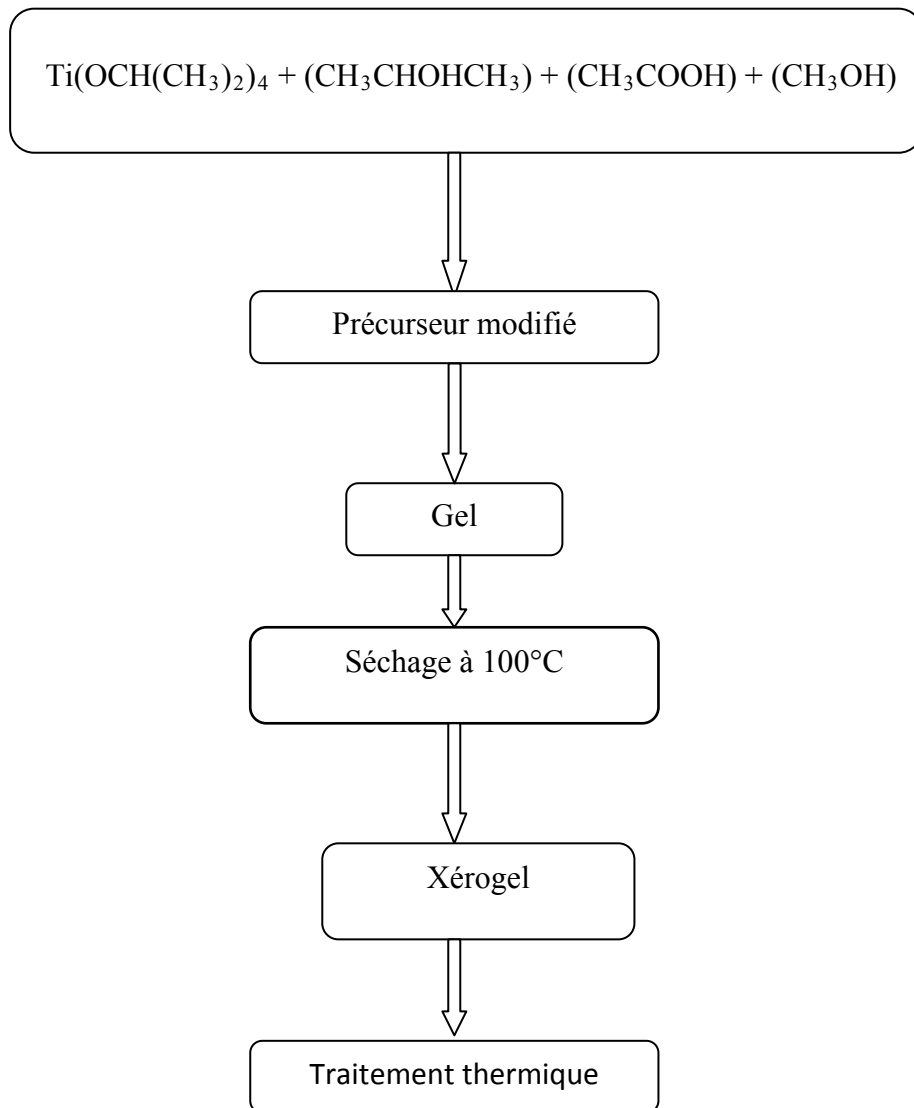 Ti(OCH(CH₃)₂)₄ + (CH₃CHOHCH₃) + (CH₃COOH) + (CH₃OH)
Précurseur modifié
Gel
Séchage à 100°C
Xérogel
Traitement thermique